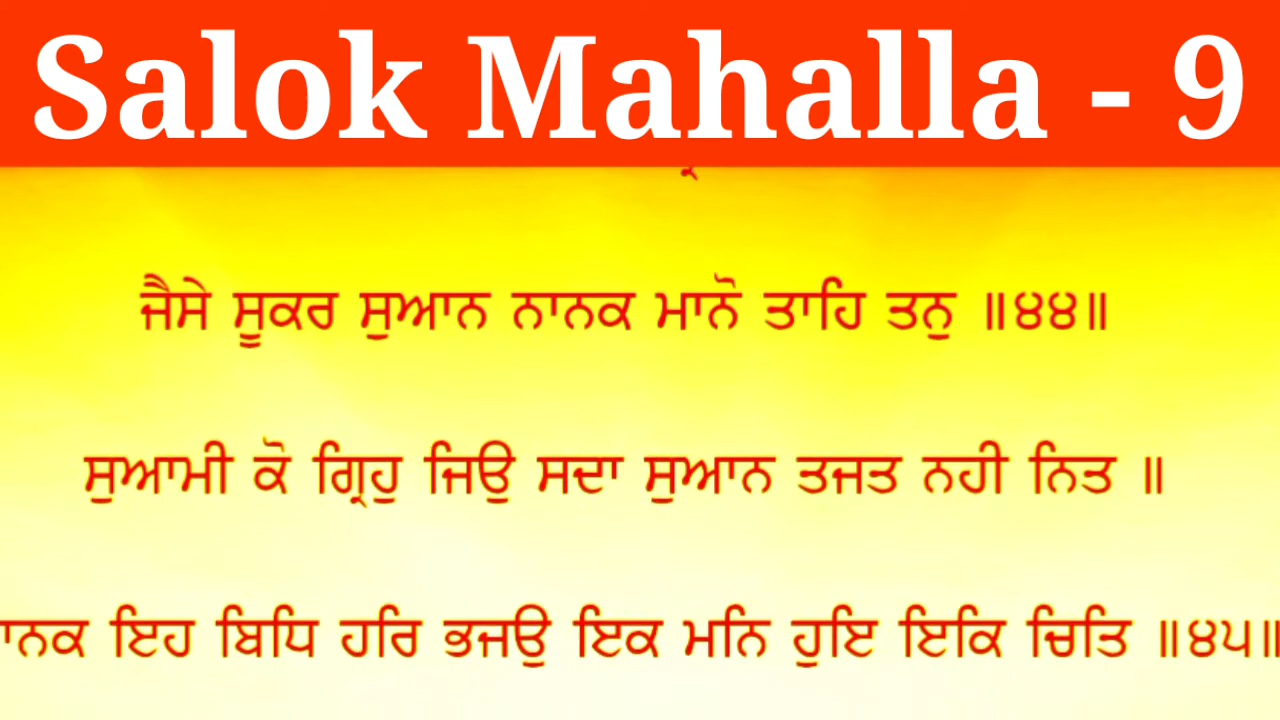 Salok Mahalla - 9
ਜੈਸੇ ਸੂਕਰ ਸੁਆਨ ਨਾਨਕ ਮਾਨੋ ਤਾਹਿ ਤਨੁ ॥੪੪॥
ਸੁਆਮੀ ਕੋ ਗ੍ਰਿਹੁ ਜਿਉ ਸਦਾ ਸੁਆਨ ਤਜਤ ਨਹੀ ਨਿਤ ॥
ਾਨਕ ਇਹ ਬਿਧਿ ਹਰਿ ਭਜਉ ਇਕ ਮਨਿ ਹੁਇ ਇਕਿ ਚਿਤਿ ॥੪੫॥